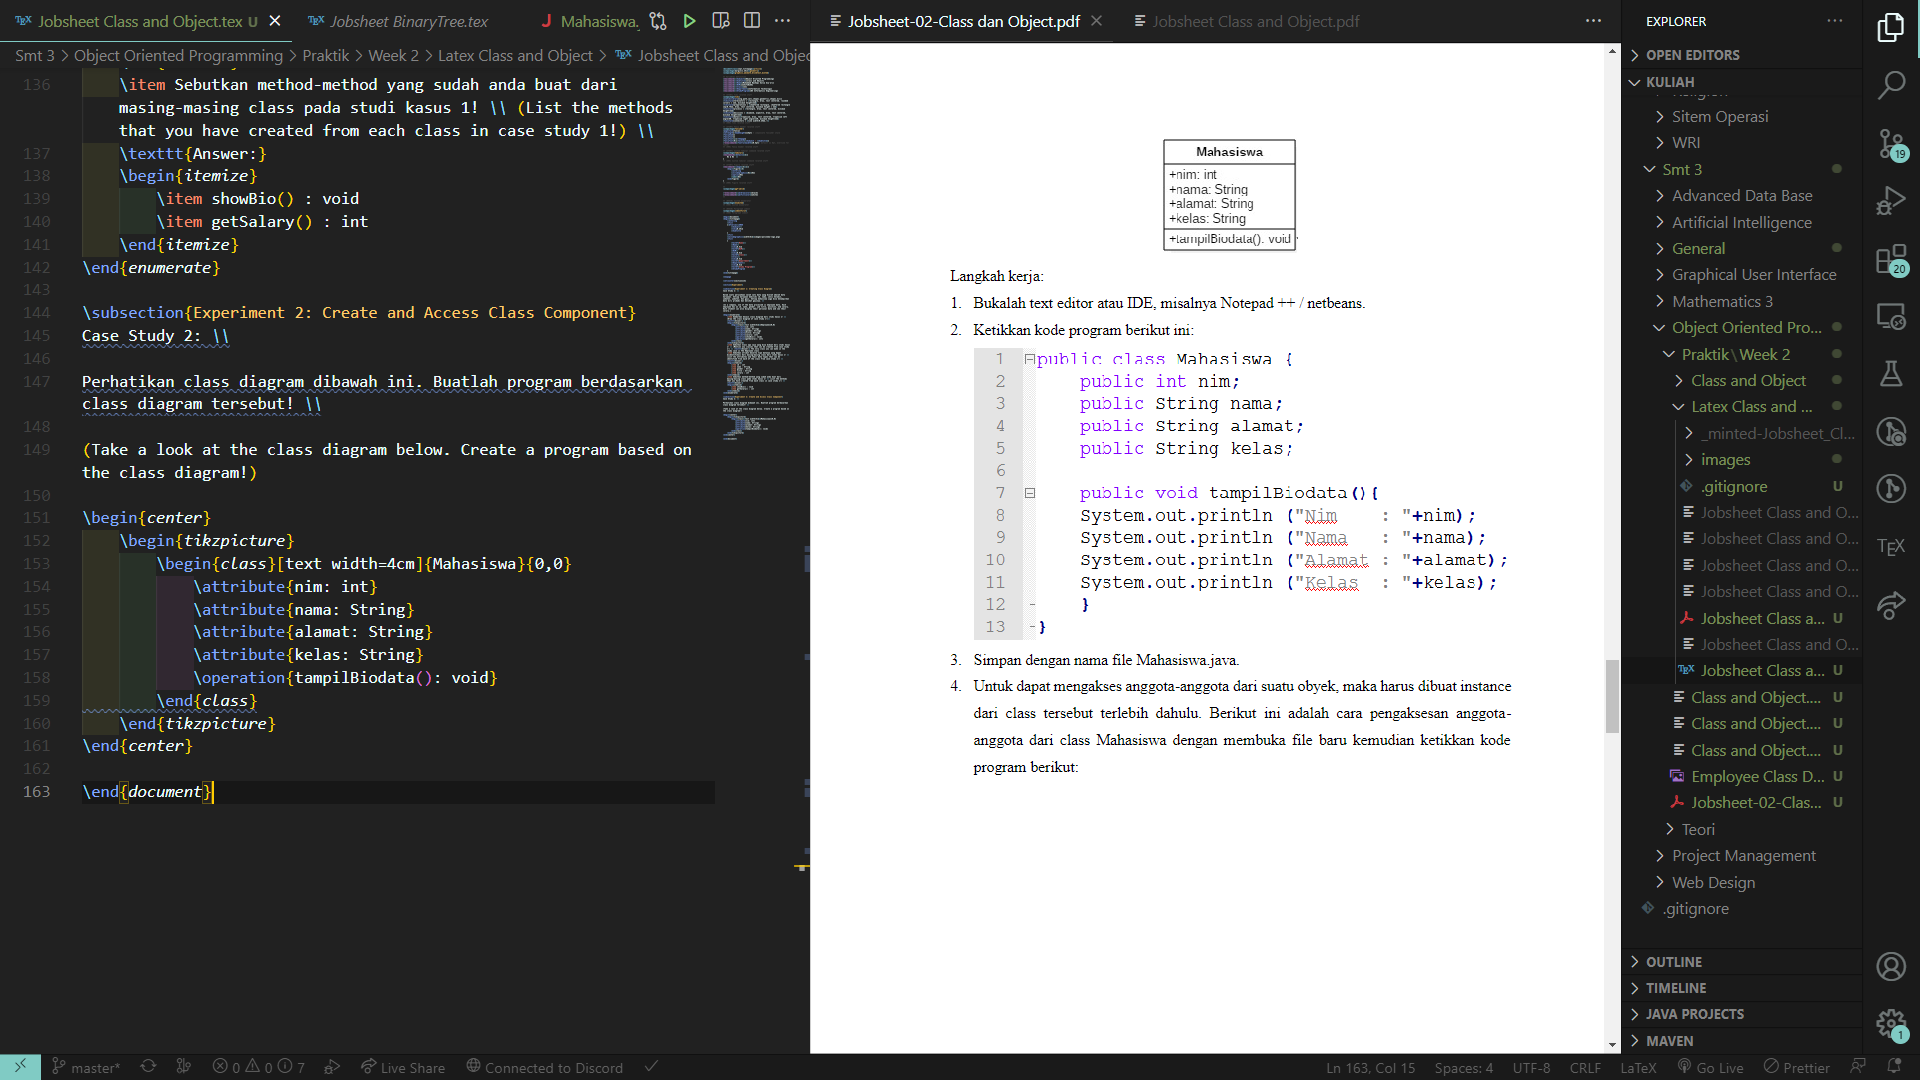 Jobsheet Class and Object.tex U
Jobsheet BinaryTree.tex
Mahasiswa.
Smt 3 > Object Oriented Programming > Praktik > Week 2 > Latex Class and Object > Jobsheet Class and Objec
136 \item Sebutkan method-method yang sudah anda buat dari
masing-masing class pada studi kasus 1! \\ (List the methods
that you have created from each class in case study 1!) \\
137 \texttt{Answer:}
138 \begin{itemize}
139 \item showBio() : void
140 \item getSalary() : int
141 \end{itemize}
142 \end{enumerate}
143
144 \subsection{Experiment 2: Create and Access Class Component}
145 Case Study 2: \\
146
147 Perhatikan class diagram dibawah ini. Buatlah program berdasarkan
class diagram tersebut! \\
148
149 (Take a look at the class diagram below. Create a program based on
the class diagram!)
150
151 \begin{center}
152 \begin{tikzpicture}
153 \begin{class}[text width=4cm]{Mahasiswa}{0,0}
154 \attribute{nim: int}
155 \attribute{nama: String}
156 \attribute{alamat: String}
157 \attribute{kelas: String}
158 \operation{tampilBiodata(): void}
159 \end{class}
160 \end{tikzpicture}
161 \end{center}
162
163 \end{document}
Jobsheet-02-Class dan Object.pdf
Jobsheet Class and Object.pdf
Mahasiswa
+nim: int
+nama: String
+alamat: String
+kelas: String
+tampilBiodata(): void
Langkah kerja:
1. Bukalah text editor atau IDE, misalnya Notepad ++ / netbeans.
2. Ketikkan kode program berikut ini:
1 public class Mahasiswa {
2 public int nim;
3 public String nama;
4 public String alamat;
5 public String kelas;
6
7 public void tampilBiodata(){
8 System.out.println ("Nim    : "+nim);
9 System.out.println ("Nama   : "+nama);
10 System.out.println ("Alamat : "+alamat);
11 System.out.println ("Kelas  : "+kelas);
12 }
13 }
3. Simpan dengan nama file Mahasiswa.java.
4. Untuk dapat mengakses anggota-anggota dari suatu obyek, maka harus dibuat instance
dari class tersebut terlebih dahulu. Berikut ini adalah cara pengaksesan anggota-
anggota dari class Mahasiswa dengan membuka file baru kemudian ketikkan kode
program berikut:
EXPLORER
OPEN EDITORS
KULIAH
Religion
Sitem Operasi
WRI
Smt 3
Advanced Data Base
Artificial Intelligence
General
Graphical User Interface
Mathematics 3
Object Oriented Pro...
Praktik\Week 2
Class and Object
Latex Class and ...
_minted-Jobsheet_Cl...
images
.gitignore U
Jobsheet Class and O...
Jobsheet Class and O...
Jobsheet Class and O...
Jobsheet Class and O...
Jobsheet Class a... U
Jobsheet Class and O...
Jobsheet Class a... U
Class and Object.... U
Class and Object.... U
Class and Object.... U
Employee Class D... U
Jobsheet-02-Clas... U
Teori
Project Management
Web Design
.gitignore
OUTLINE
TIMELINE
JAVA PROJECTS
MAVEN
19
20
TEX
1
master* 0 0 7 Live Share Connected to Discord
Ln 163, Col 15 Spaces: 4 UTF-8 CRLF LaTeX Go Live Prettier